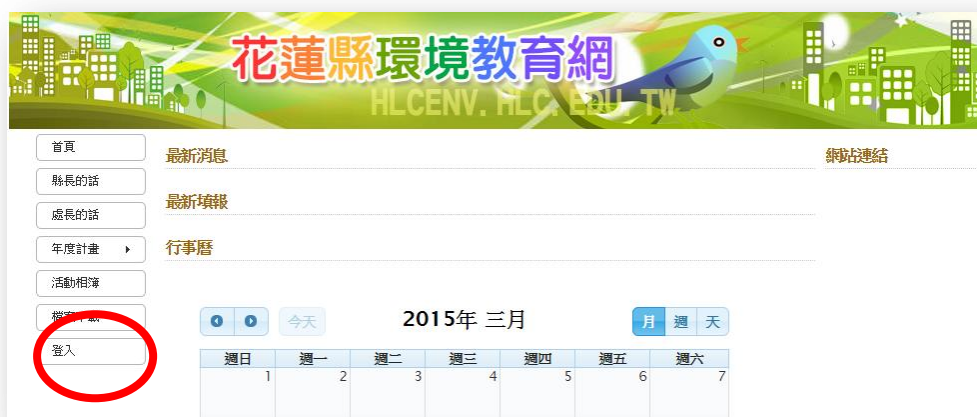 花蓮縣環境教育網
HLCENV.HLC.EDU.TW
首頁
縣長的話
處長的話
年度計畫
活動相簿
檔案下載
登入
最新消息
最新填報
行事曆
今天
2015年 三月
月 週 天
週日 週一 週二 週三 週四 週五 週六
1 2 3 4 5 6 7
網站連結